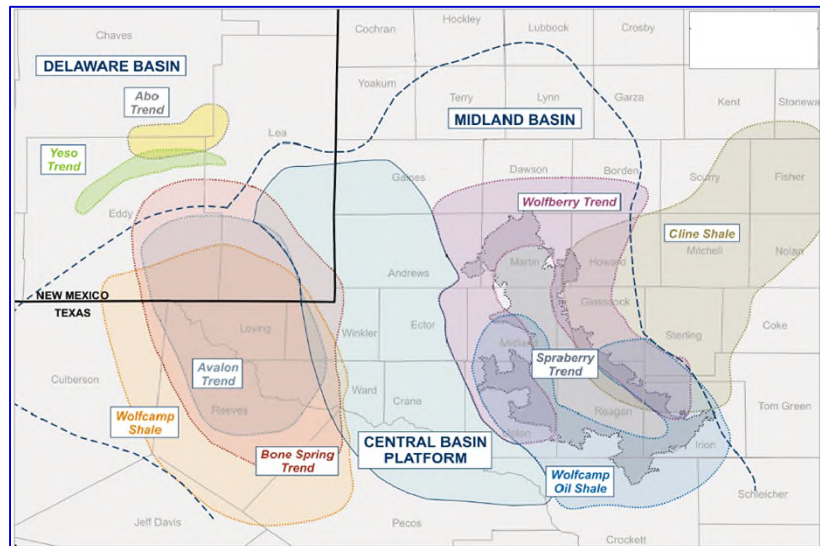 Hockley
Lubbock
Crosby
Cochran
Chaves
DELAWARE BASIN
Yoakum
Terry
Lynn
Garza
Kent
Stonew
Abo
Trend
MIDLAND BASIN
Lea
Yeso
Trend
Gaines
Dawson
Borden
Scurry
Fisher
Eddy
Wolfberry Trend
Cline Shale
Mitchell
Nolan
Andrews
Martin
Howard
NEW MEXICO
TEXAS
Loving
Winkler
Ector
Midland
Glasscock
Sterling
Coke
Culberson
Avalon
Trend
Spraberry
Trend
Reeves
Ward
Crane
Upton
Reagan
Irion
Tom Green
Wolfcamp
Shale
Bone Spring
Trend
CENTRAL BASIN
PLATFORM
Wolfcamp
Oil Shale
Schleicher
Jeff Davis
Pecos
Crockett